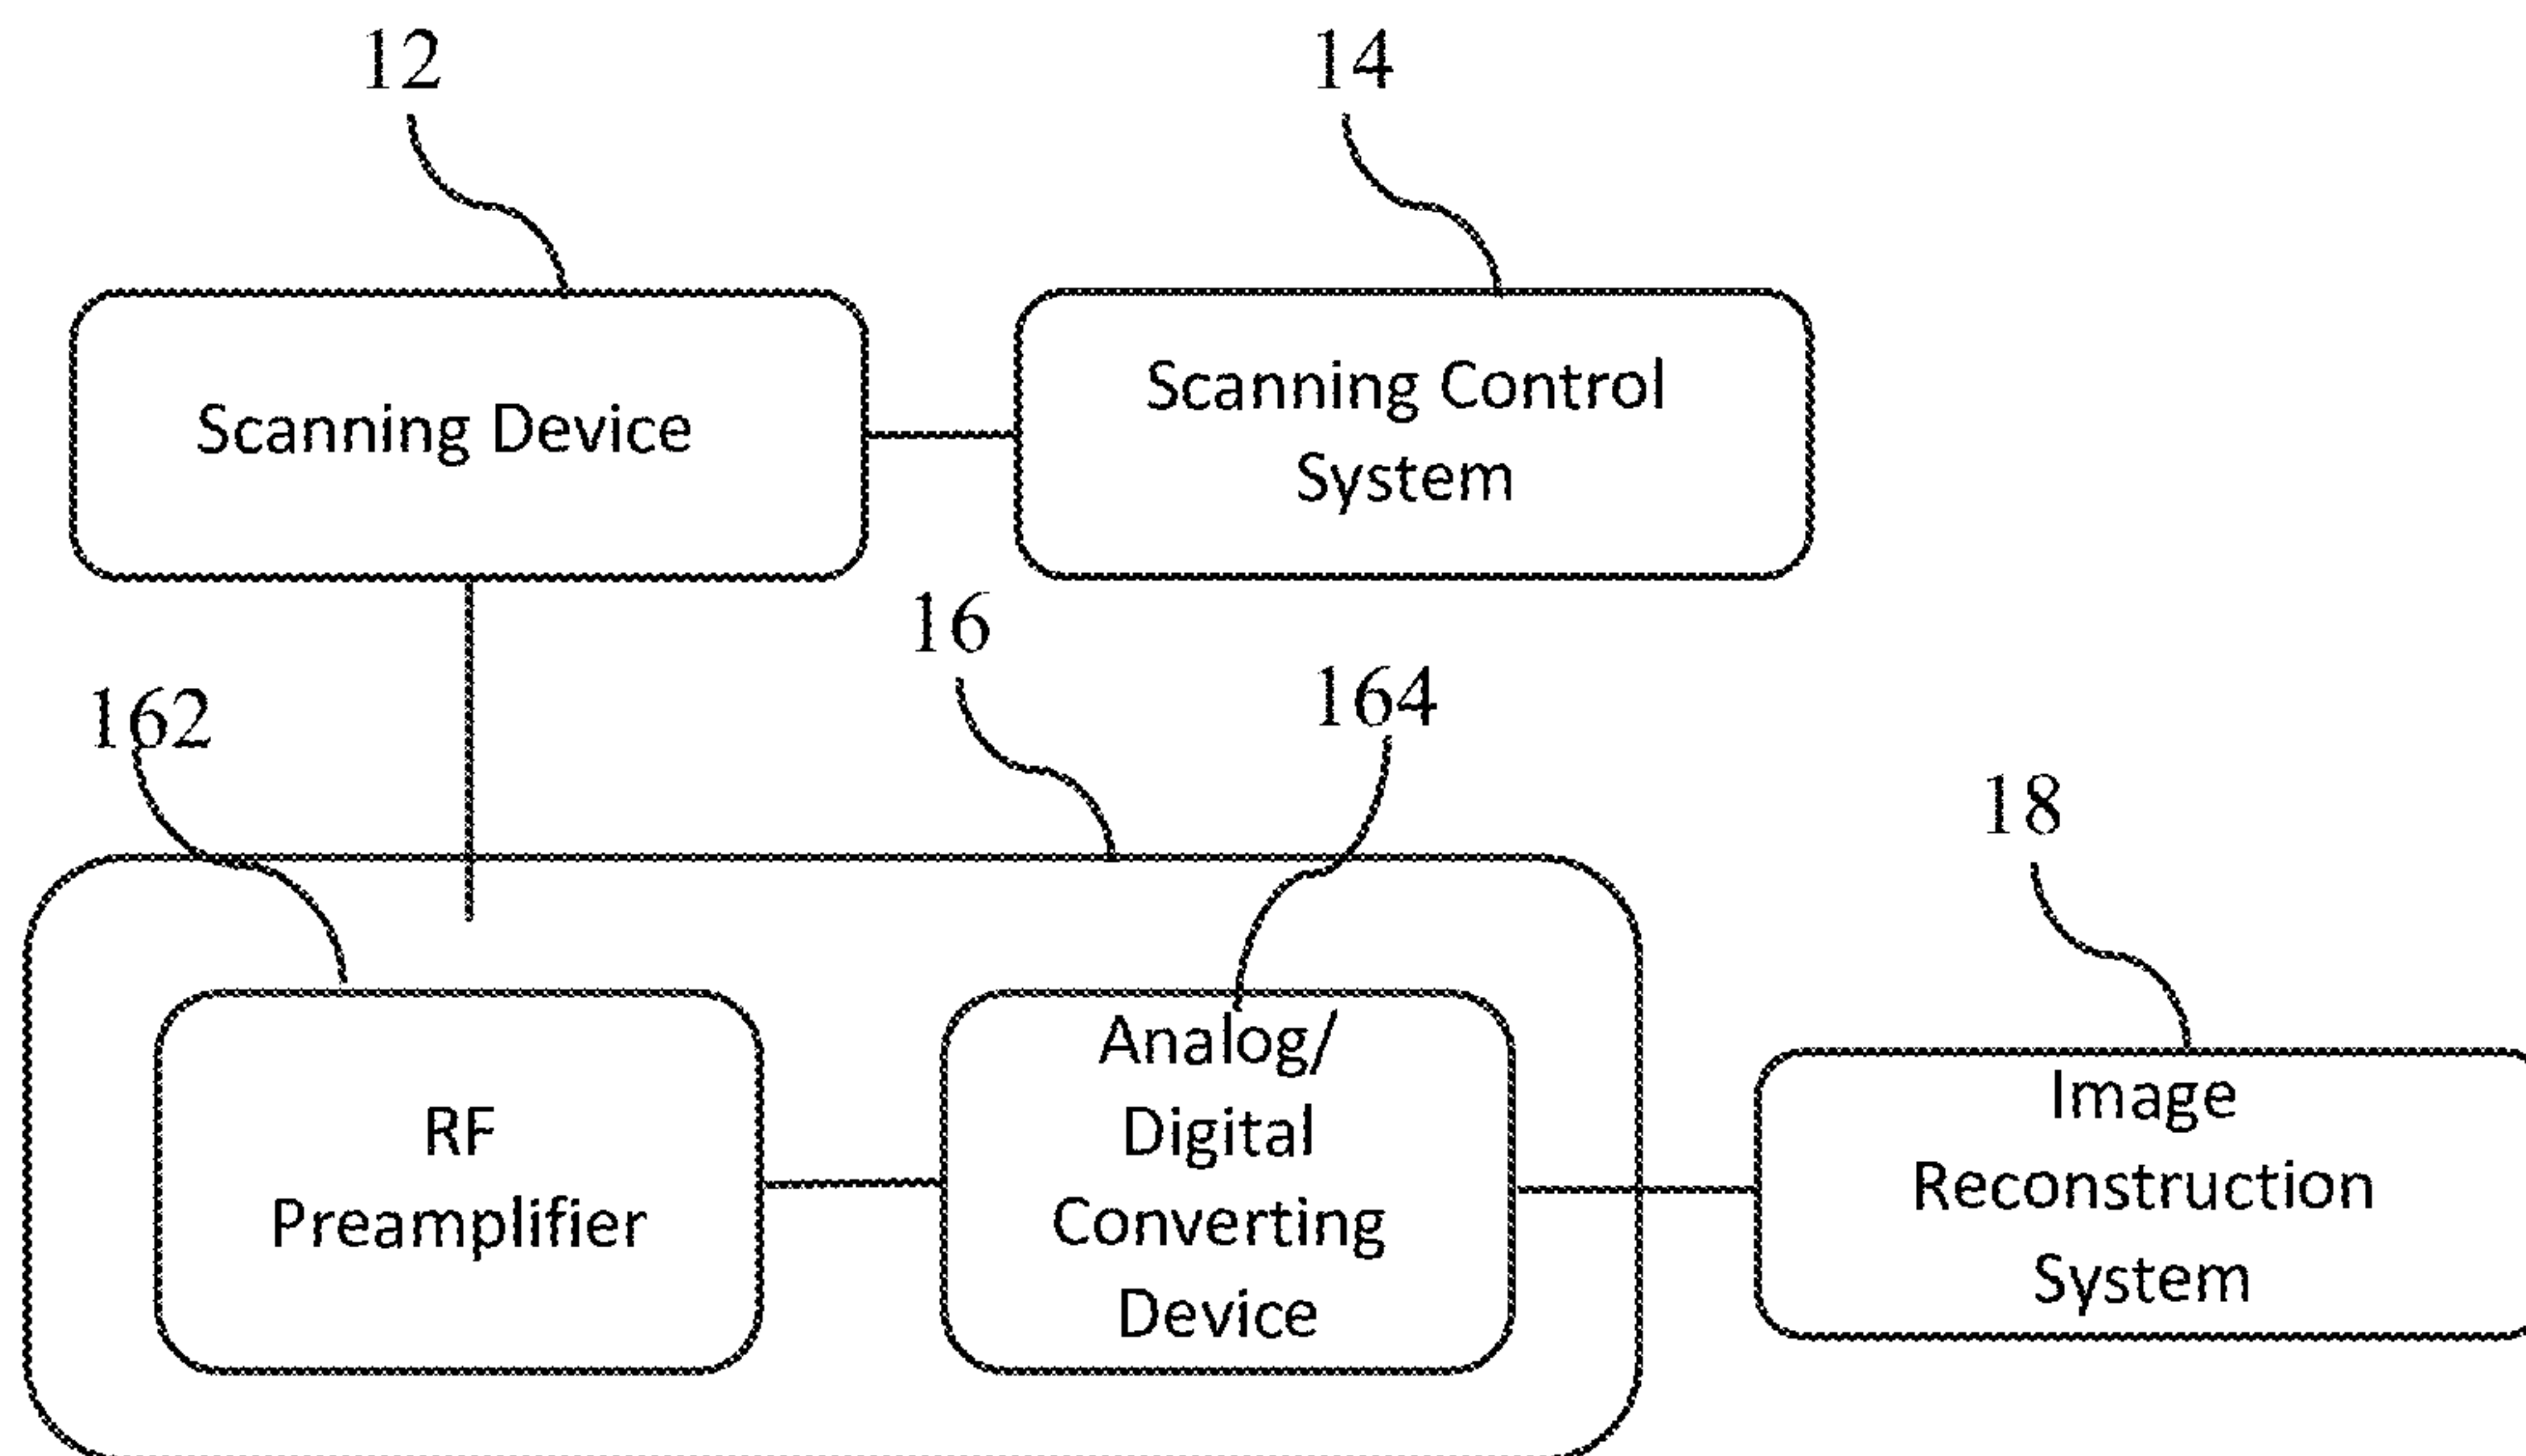 12
14
Scanning Device
Scanning Control
System
16
162
164
18
RF
Preamplifier
Analog/
Digital
Converting
Device
Image
Reconstruction
System